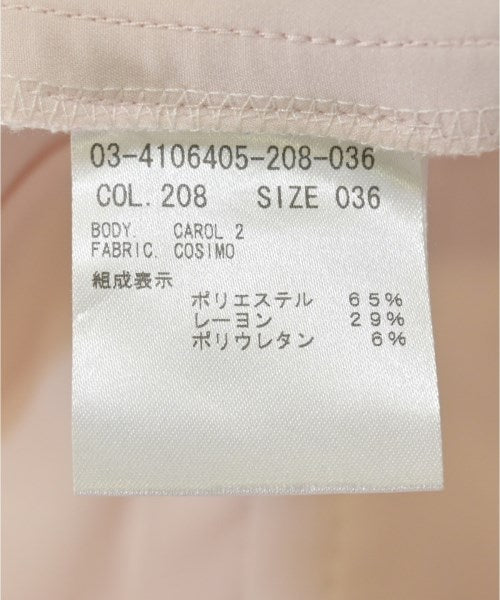 03-4106405-208-036
COL. 208 SIZE 036
BODY. CAROL 2
FABRIC. COSIMO
組成表示
ポリエステル 65%
レーヨン 29%
ポリウレタン 6%